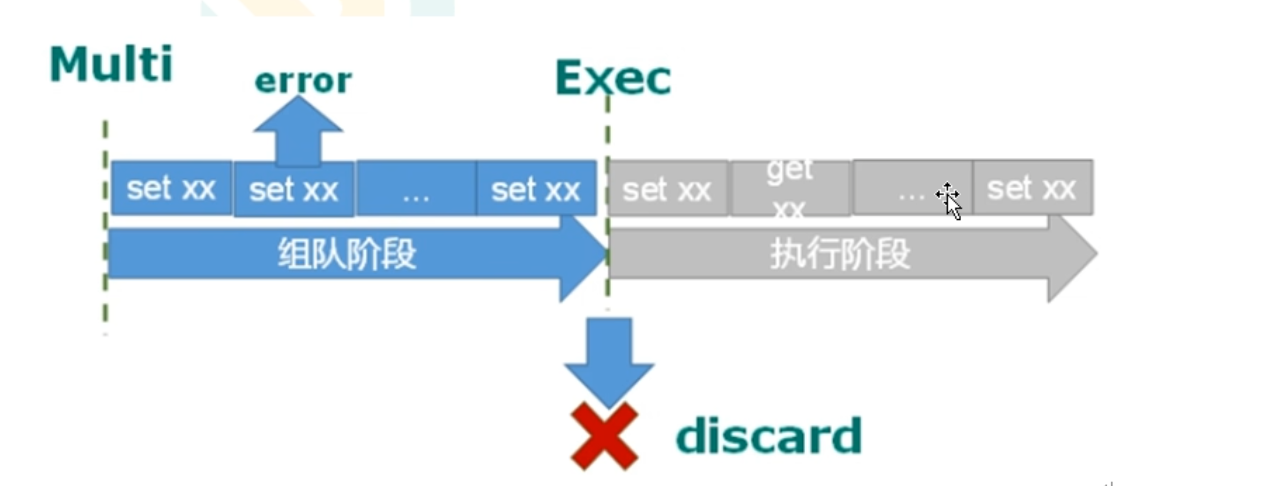 Multi
error
Exec
set xx
set xx
...
set xx
set xx
get
xx
...
set xx
组队阶段
执行阶段
discard